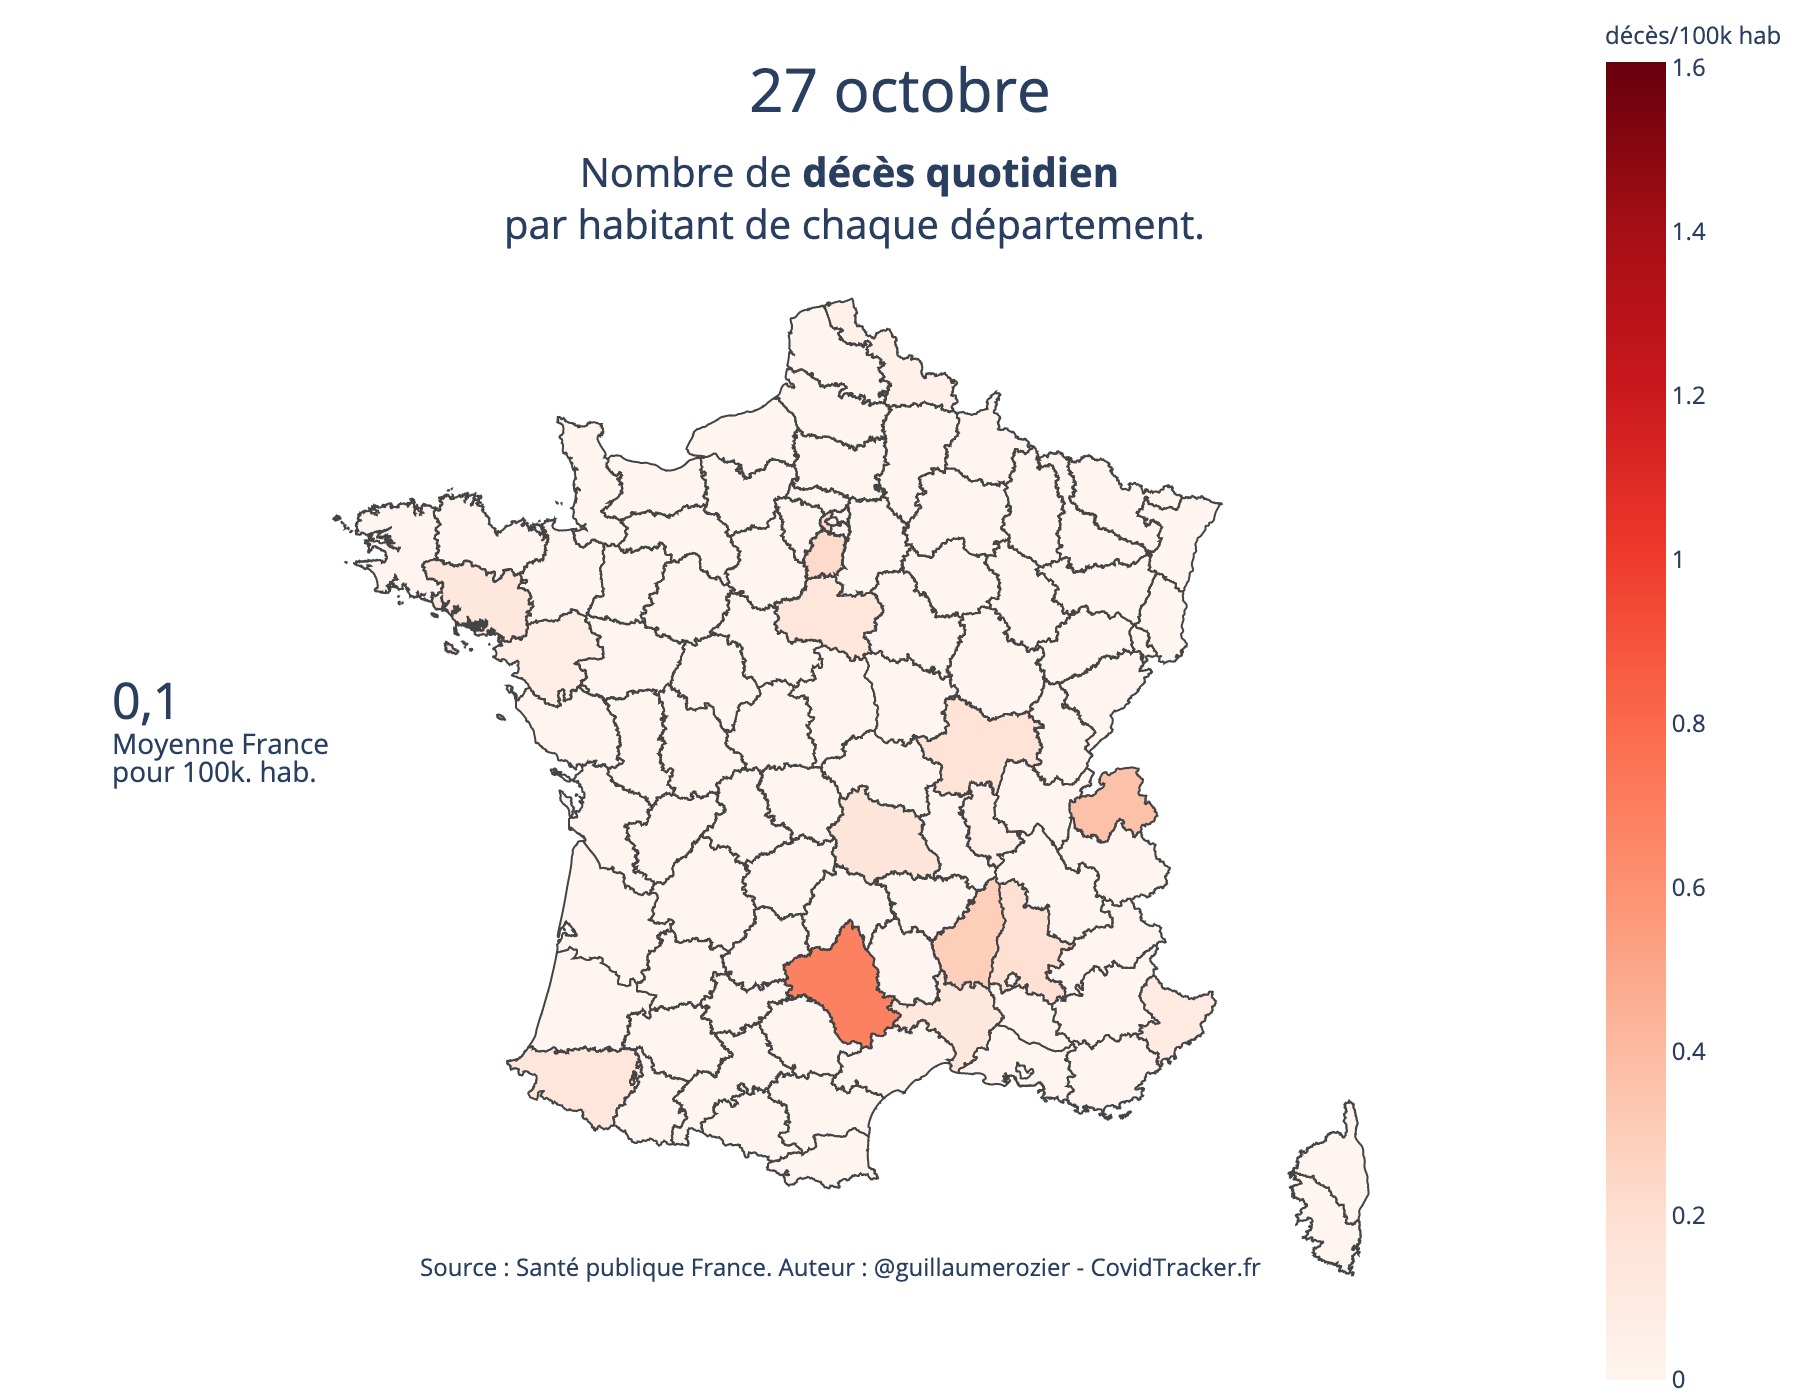 décès/100k hab
27 octobre
Nombre de décès quotidien
par habitant de chaque département.
1.6
1.4
1.2
1
0.8
0.6
0.4
0.2
0
0,1
Moyenne France
pour 100k. hab.
Source : Santé publique France. Auteur : @guillaumerozier - CovidTracker.fr